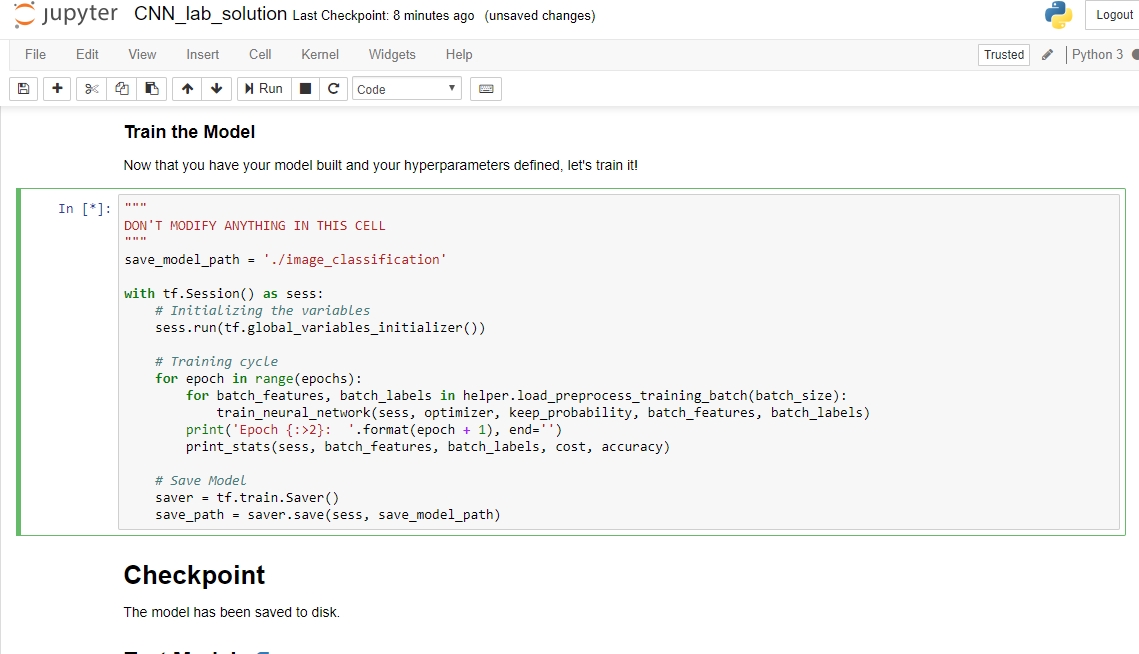 jupyter CNN_lab_solution Last Checkpoint: 8 minutes ago (unsaved changes) Logout
File Edit View Insert Cell Kernel Widgets Help Trusted Python 3
Run Code
Train the Model
Now that you have your model built and your hyperparameters defined, let's train it!
In [*]: """
DON'T MODIFY ANYTHING IN THIS CELL
"""
save_model_path = './image_classification'
with tf.Session() as sess:
# Initializing the variables
sess.run(tf.global_variables_initializer())
# Training cycle
for epoch in range(epochs):
for batch_features, batch_labels in helper.load_preprocess_training_batch(batch_size):
train_neural_network(sess, optimizer, keep_probability, batch_features, batch_labels)
print('Epoch {:>2}:  '.format(epoch + 1), end='')
print_stats(sess, batch_features, batch_labels, cost, accuracy)
# Save Model
saver = tf.train.Saver()
save_path = saver.save(sess, save_model_path)
Checkpoint
The model has been saved to disk.